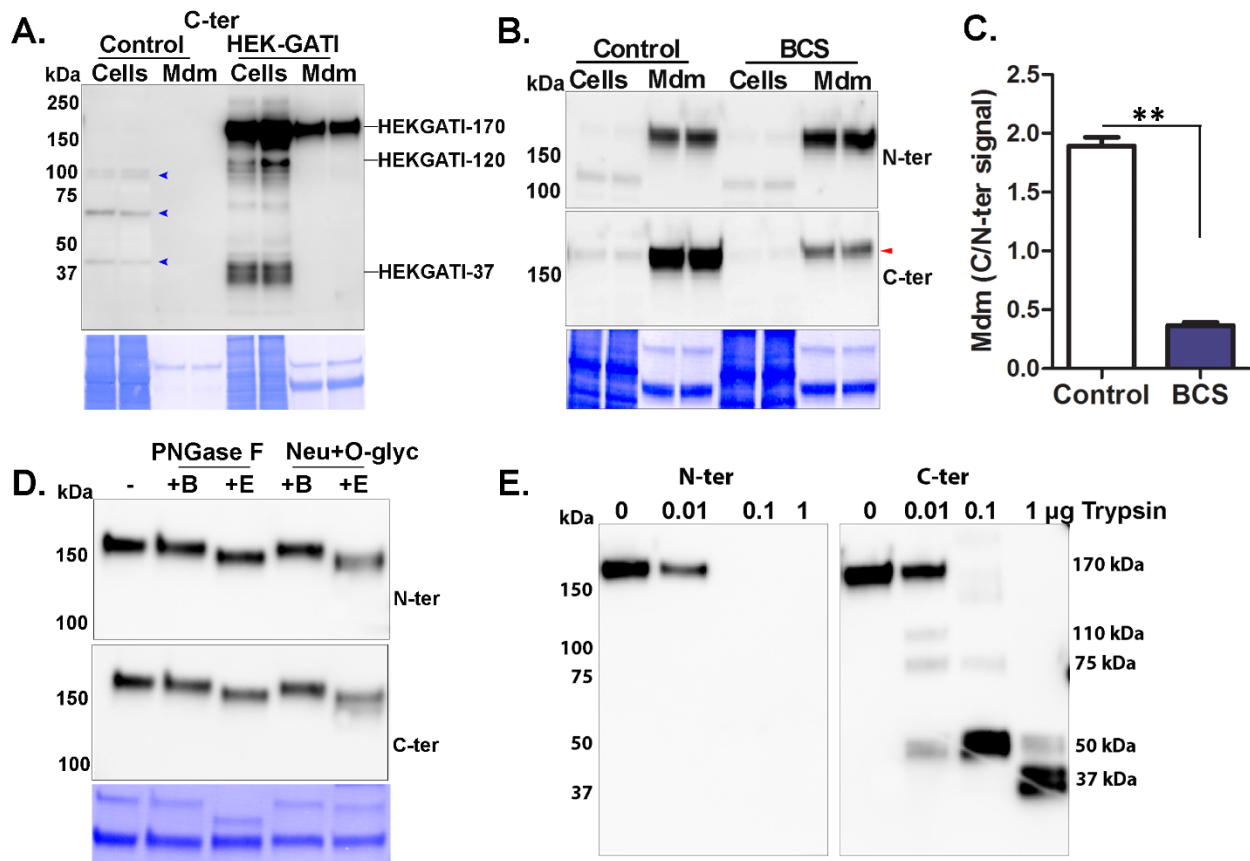 A.
C-ter
Control HEK-GATI
Cells Mdm Cells Mdm
kDa
250
150
100
75
50
37
HEKGATI-170
HEKGATI-120
HEKGATI-37
B.
Control BCS
Cells Mdm Cells Mdm
kDa
150
100
N-ter
150
C-ter
C.
Mdm (C/N-ter signal)
2.5
2.0
1.5
1.0
0.5
0.0
**
Control BCS
D.
PNGase F Neu+O-glyc
kDa - +B +E +B +E
150
100
N-ter
150
100
C-ter
E.
N-ter C-ter
kDa 0 0.01 0.1 1 0 0.01 0.1 1 µg Trypsin
150
100
75
50
37
170 kDa
110 kDa
75 kDa
50 kDa
37 kDa